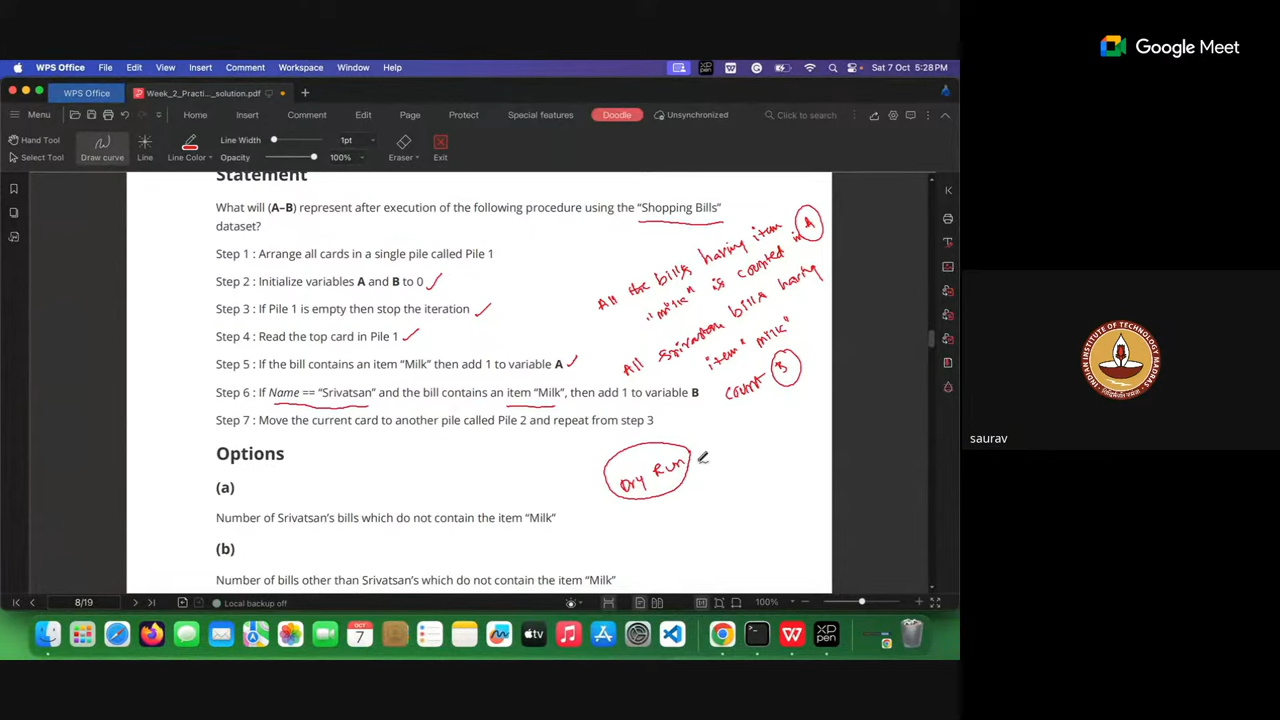 Google Meet
WPS Office File Edit View Insert Comment Workspace Window Help Sat 7 Oct 5:28 PM
WPS Office Week_2_Practi..._solution.pdf
Menu Home Insert Comment Edit Page Protect Special features Doodle Unsynchronized Click to search
Hand Tool Line Width 1pt
Select Tool Draw curve Line Line Color Opacity 100% Eraser Exit
Statement
What will (A–B) represent after execution of the following procedure using the “Shopping Bills”
dataset?
Step 1 : Arrange all cards in a single pile called Pile 1
Step 2 : Initialize variables A and B to 0
Step 3 : If Pile 1 is empty then stop the iteration
Step 4 : Read the top card in Pile 1
Step 5 : If the bill contains an item “Milk” then add 1 to variable A
Step 6 : If Name == “Srivatsan” and the bill contains an item “Milk”, then add 1 to variable B
Step 7 : Move the current card to another pile called Pile 2 and repeat from step 3
All the bills having item
"milk" is counted in A
All Srivatsan bills having
item "milk"
count B
Dry Run
Options
(a)
Number of Srivatsan’s bills which do not contain the item “Milk”
(b)
Number of bills other than Srivatsan’s which do not contain the item “Milk”
8/19 Local backup off 100%
saurav
INDIAN INSTITUTE OF TECHNOLOGY MADRAS